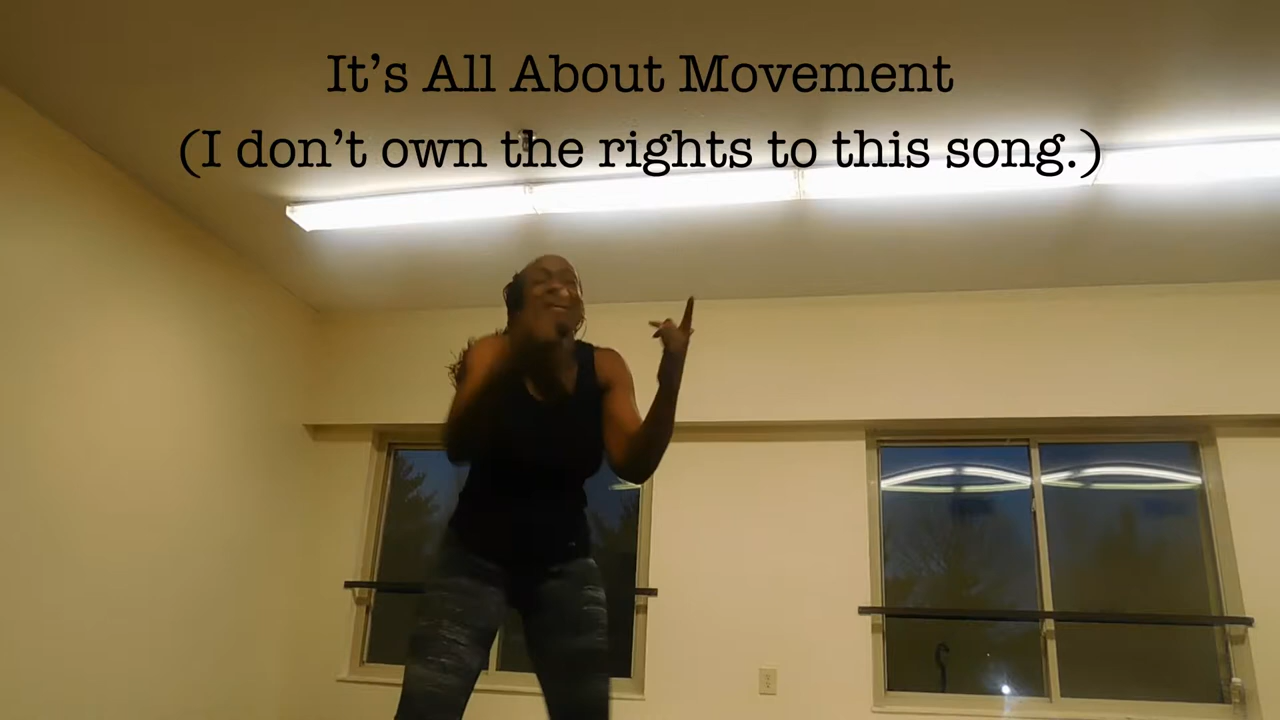 It’s All About Movement
(I don’t own the rights to this song.)